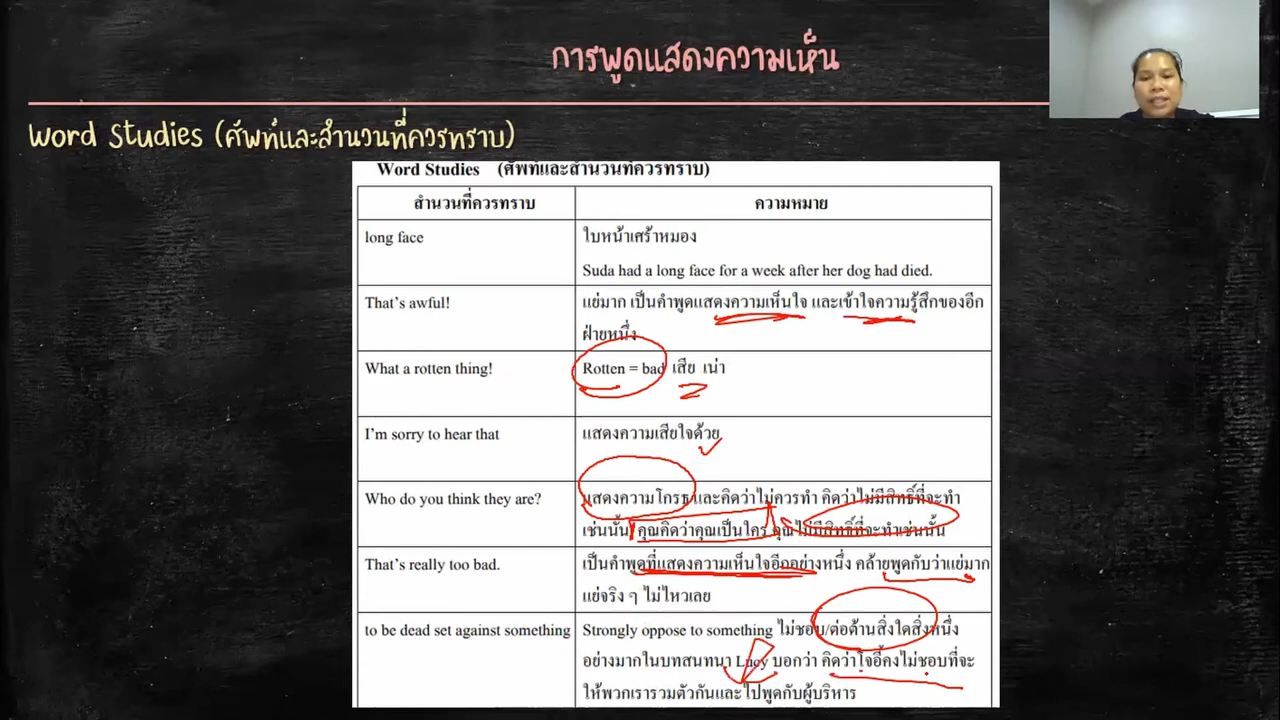 การพูดแสดงความเห็น
Word Studies (ศัพท์และสำนวนที่ควรทราบ)
Word Studies (ศัพท์และสำนวนที่ควรทราบ)
สำนวนที่ควรทราบ ความหมาย
long face ใบหน้าเศร้าหมอง
Suda had a long face for a week after her dog had died.
That's awful! แย่มาก เป็นคำพูดแสดงความเห็นใจ และเข้าใจความรู้สึกของอีก
ฝ่ายหนึ่ง
What a rotten thing! Rotten = bad เสีย เน่า
I'm sorry to hear that แสดงความเสียใจด้วย
Who do you think they are? แสดงความโกรธ และคิดว่าไม่ควรทำ คิดว่าไม่มีสิทธิ์ที่จะทำ
เช่นนั้น คุณคิดว่าคุณเป็นใคร คุณไม่มีสิทธิ์ที่จะทำเช่นนั้น
That's really too bad. เป็นคำพูดที่แสดงความเห็นใจอีกอย่างหนึ่ง คล้ายพูดกับว่าแย่มาก
แย่จริง ๆ ไม่ไหวเลย
to be dead set against something Strongly oppose to something ไม่ชอบ/ต่อต้านสิ่งใดสิ่งหนึ่ง
อย่างมากในบทสนทนา Lucy บอกว่า คิดว่าโจอี้คงไม่ชอบที่จะ
ให้พวกเรารวมตัวกันและไปพูดกับผู้บริหาร